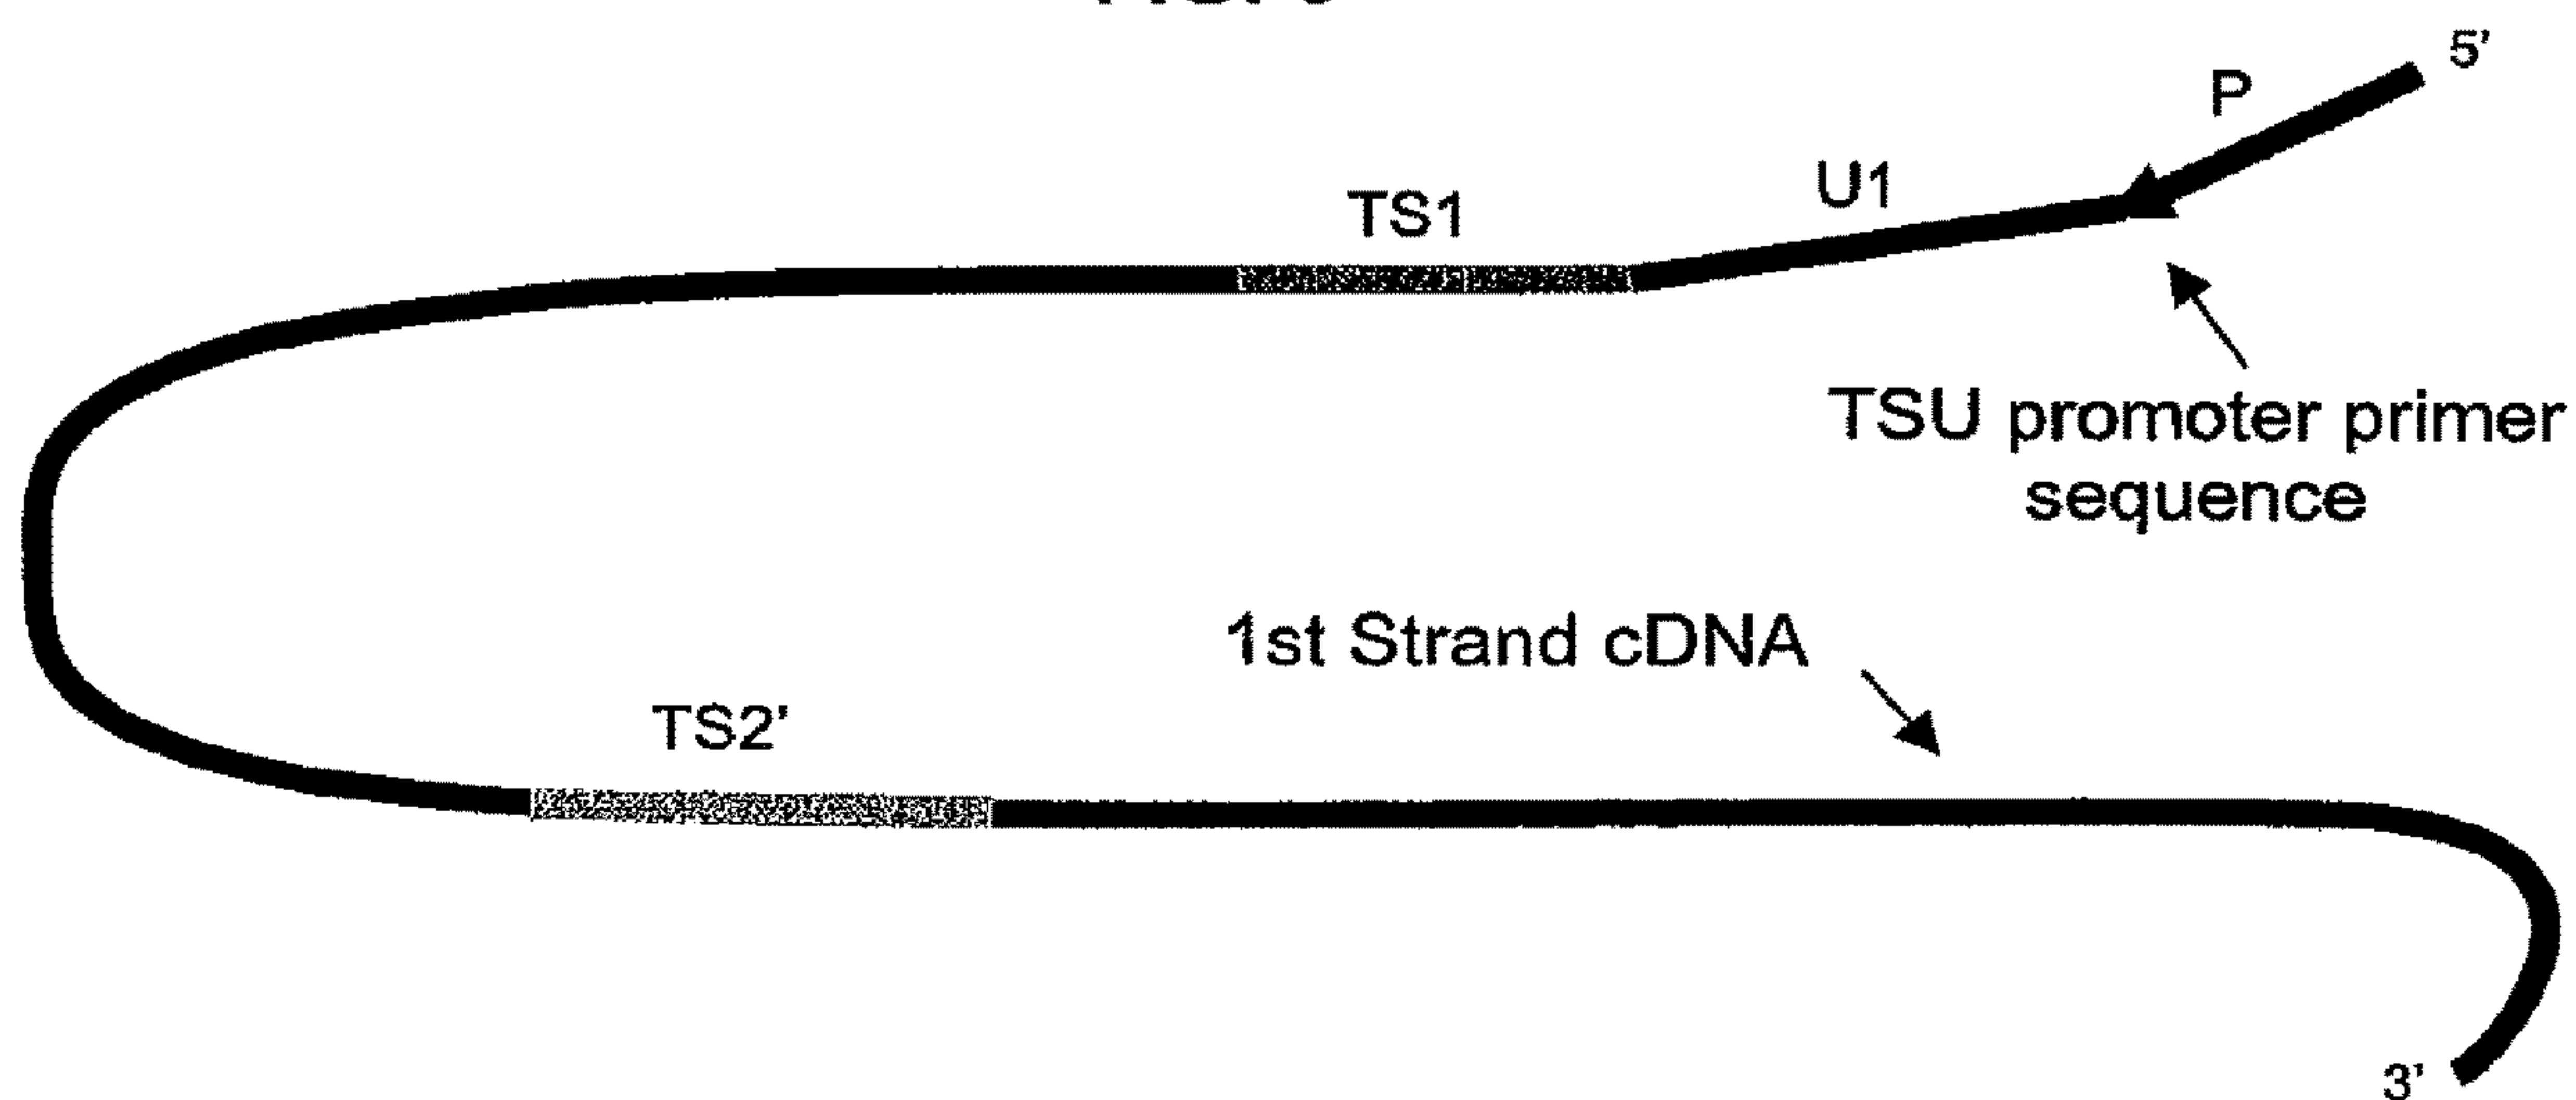 5'
P
U1
TS1
TSU promoter primer
sequence
1st Strand cDNA
TS2'
3'